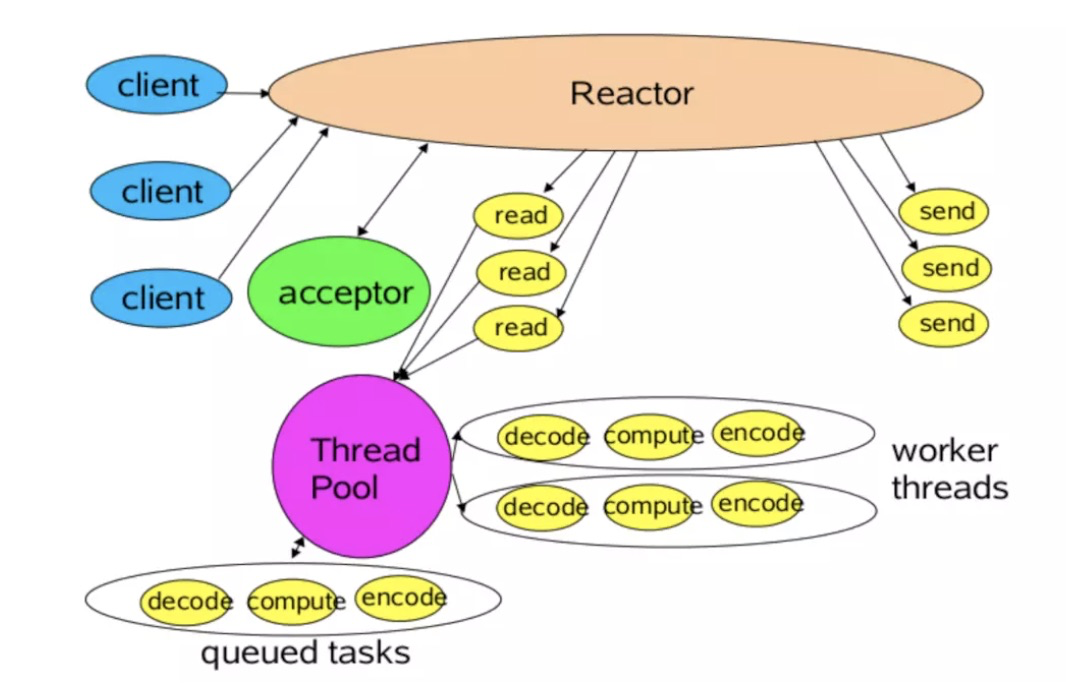 client
Reactor
client
client
acceptor
read
read
read
send
send
send
Thread
Pool
decode compute encode
decode compute encode
worker
threads
decode compute encode
queued tasks